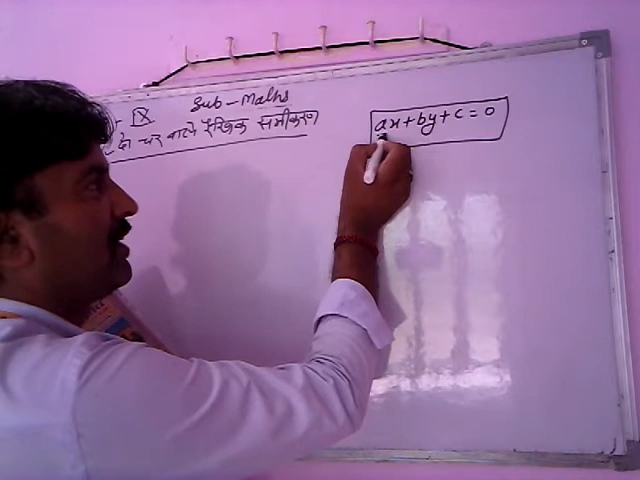 - IX Sub - Maths
दो चर वाले रैखिक समीकरण
ax+by+c=0